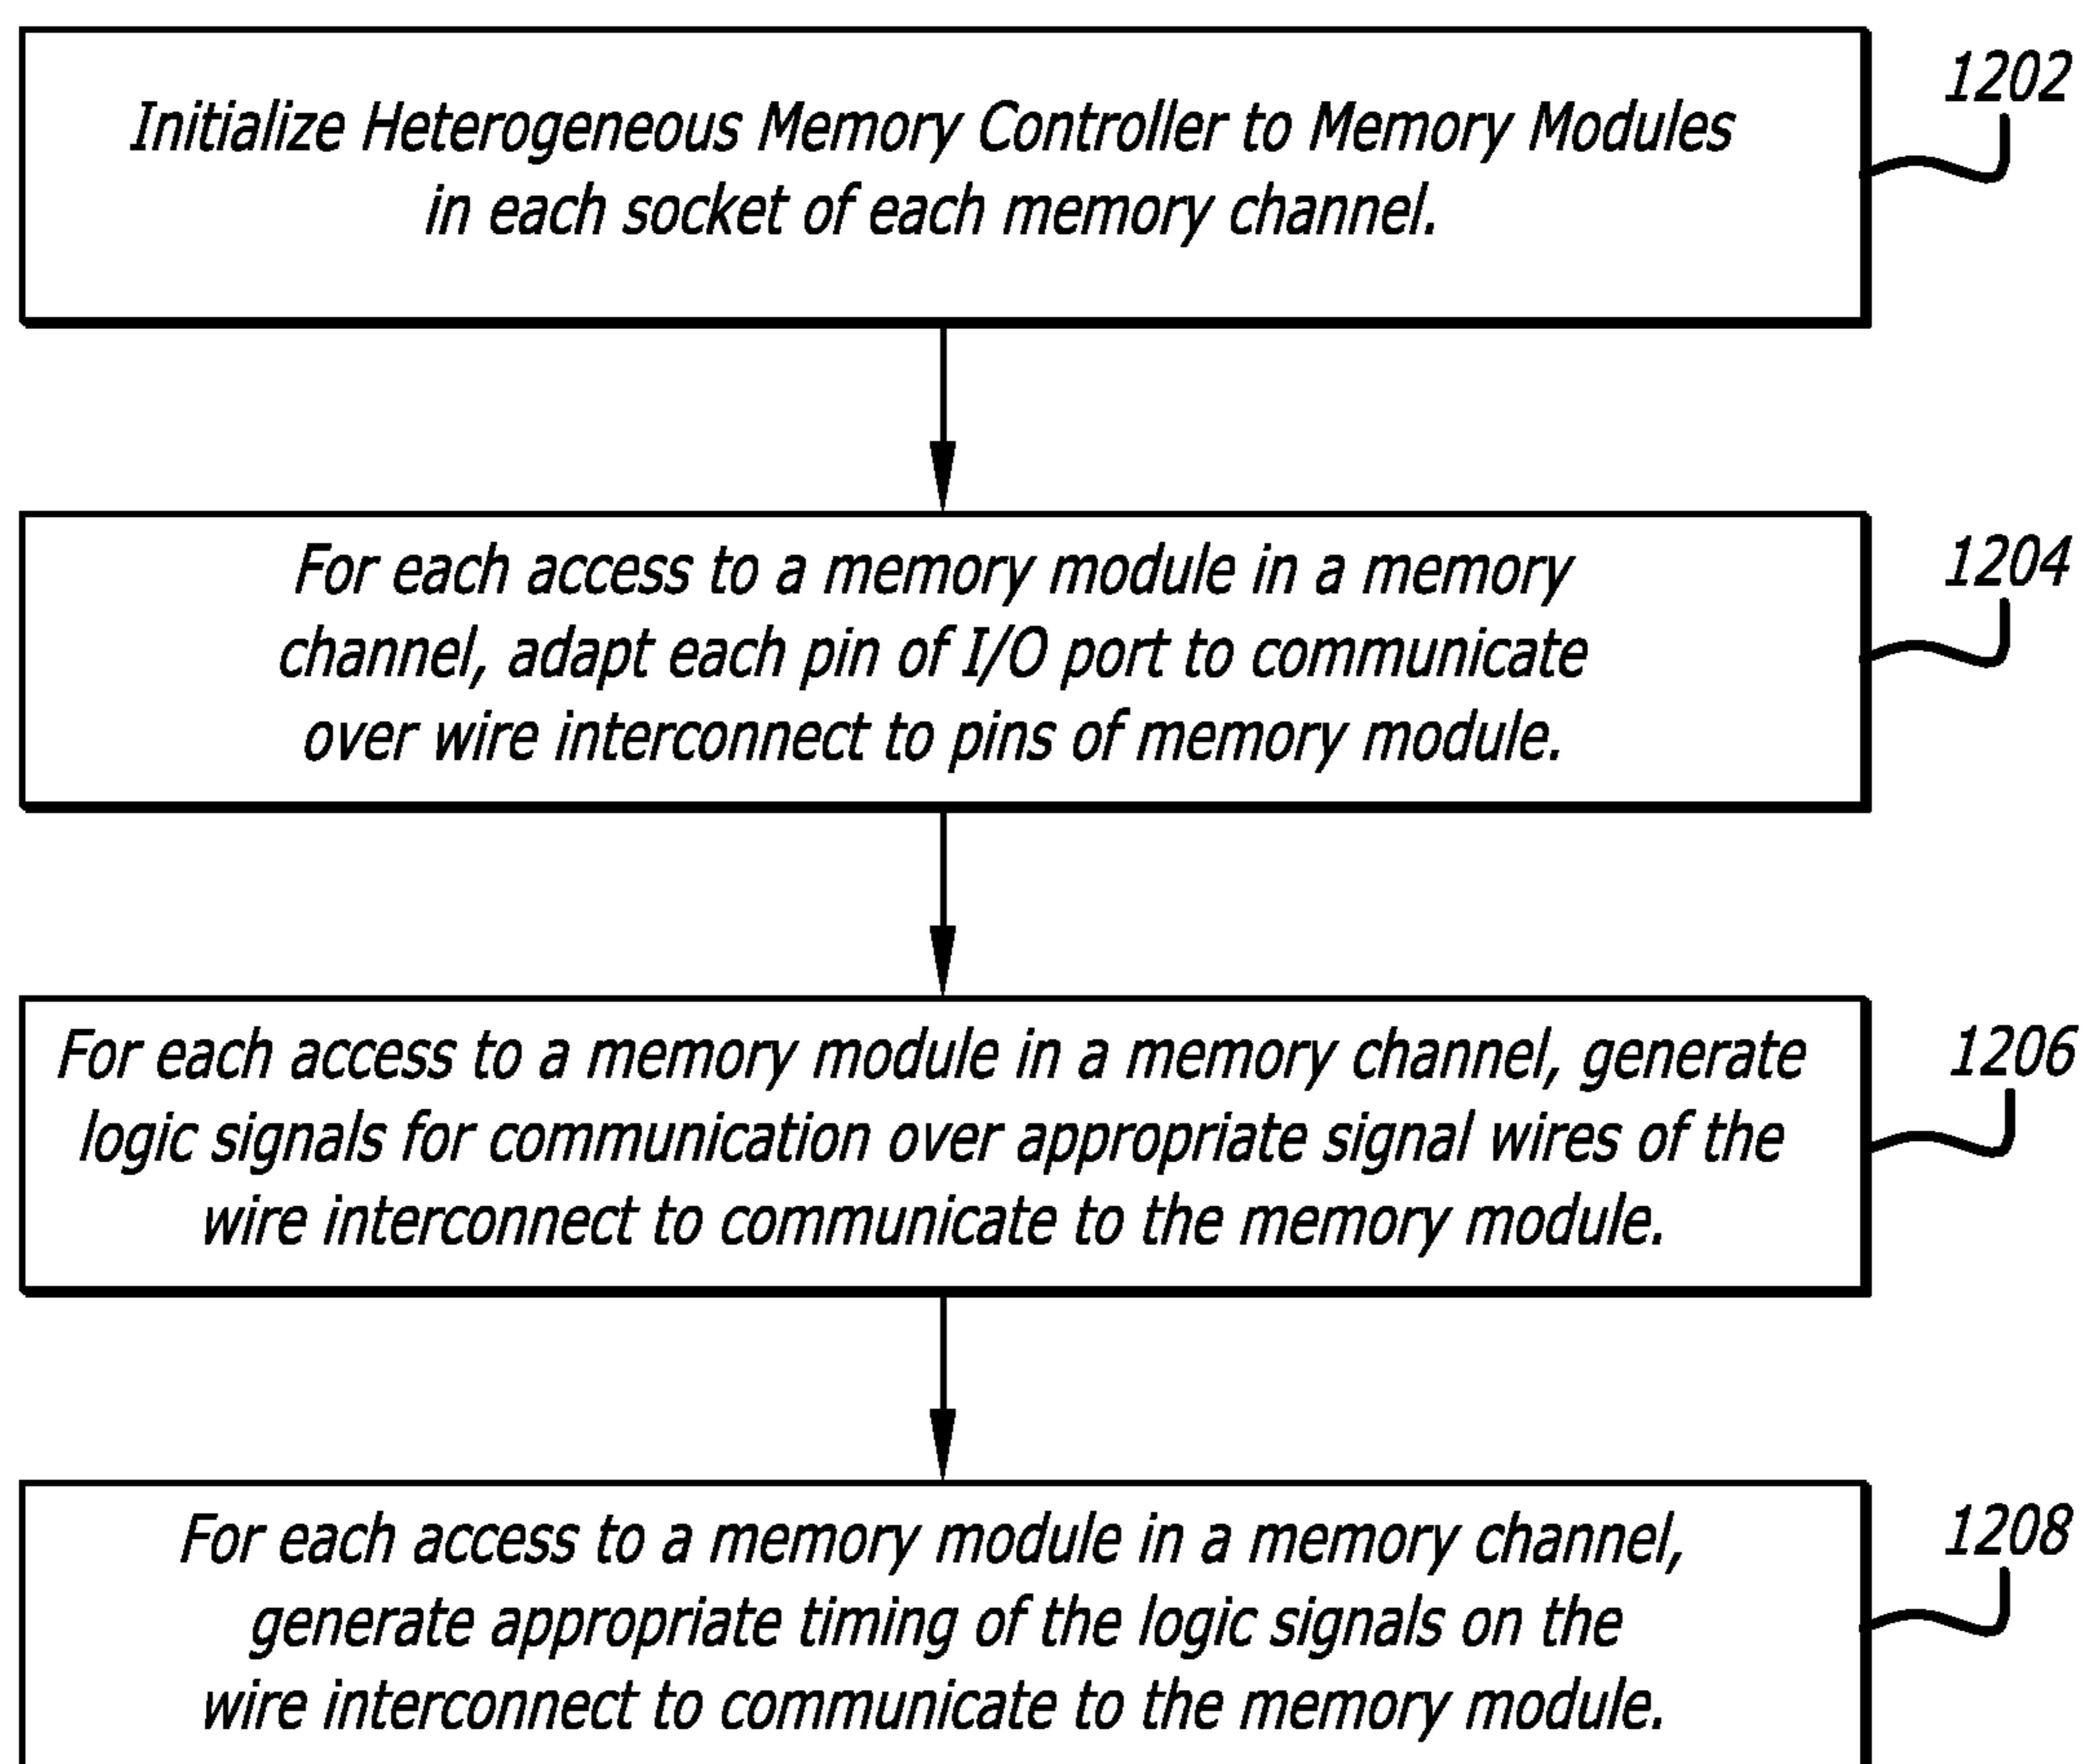 Initialize Heterogeneous Memory Controller to Memory Modules
in each socket of each memory channel.
1202
For each access to a memory module in a memory
channel, adapt each pin of I/O port to communicate
over wire interconnect to pins of memory module.
1204
For each access to a memory module in a memory channel, generate
logic signals for communication over appropriate signal wires of the
wire interconnect to communicate to the memory module.
1206
For each access to a memory module in a memory channel,
generate appropriate timing of the logic signals on the
wire interconnect to communicate to the memory module.
1208